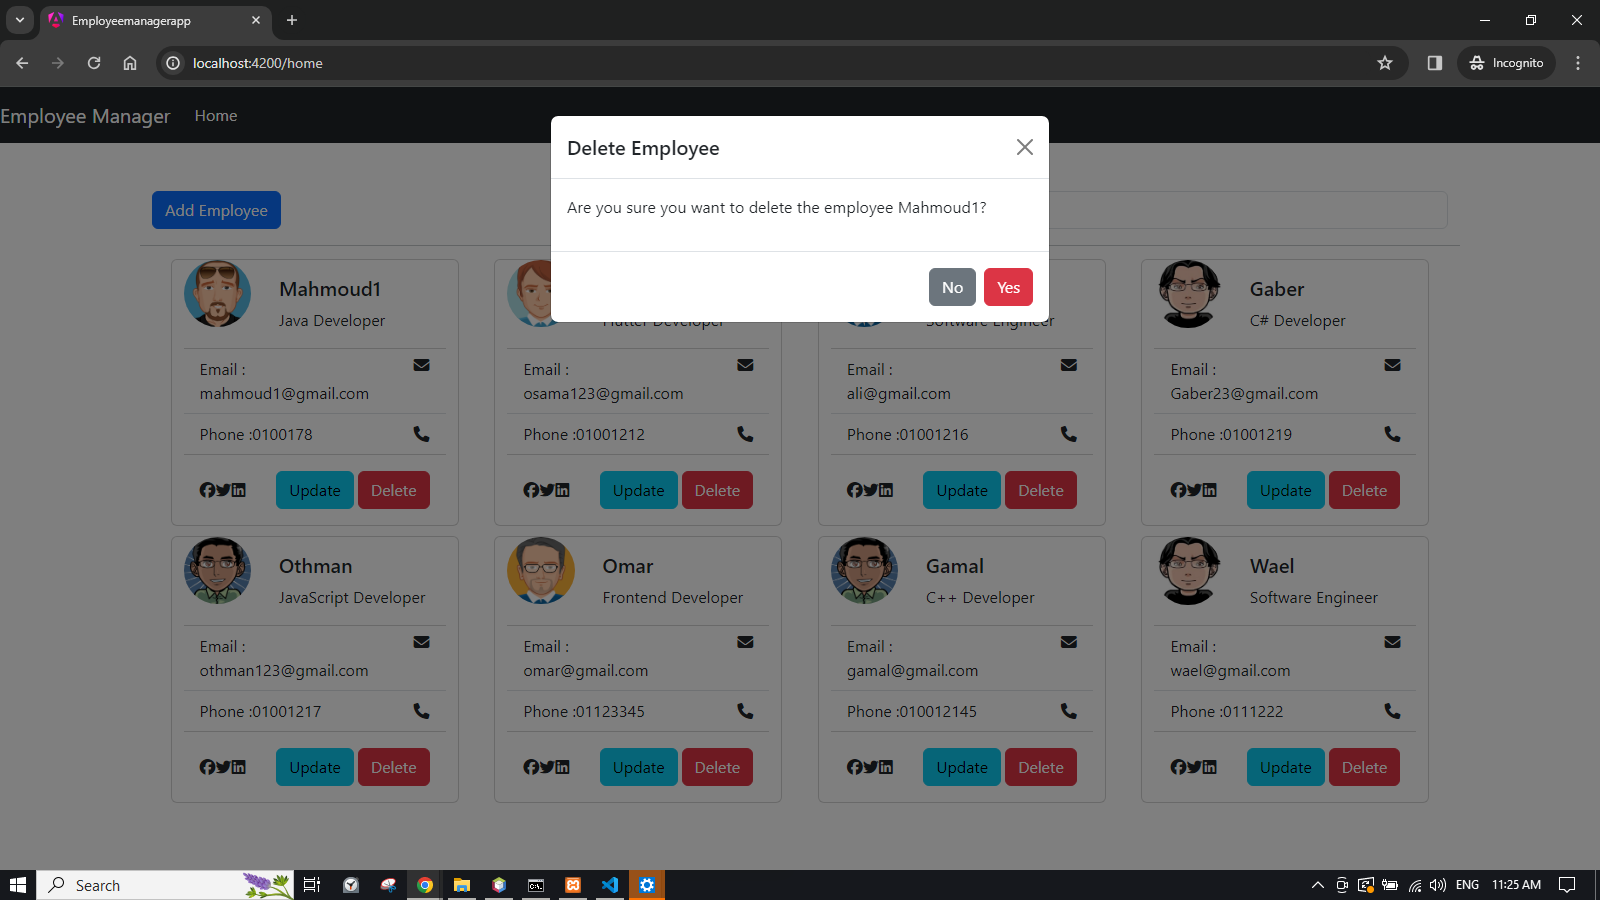 Employeemanagerapp
localhost:4200/home
Incognito
Employee Manager Home
Delete Employee
Are you sure you want to delete the employee Mahmoud1?
No Yes
Add Employee
Mahmoud1
Java Developer
Email :
mahmoud1@gmail.com
Phone :0100178
Update Delete
Flutter Developer
Email :
osama123@gmail.com
Phone :01001212
Update Delete
Software Engineer
Email :
ali@gmail.com
Phone :01001216
Update Delete
Gaber
C# Developer
Email :
Gaber23@gmail.com
Phone :01001219
Update Delete
Othman
JavaScript Developer
Email :
othman123@gmail.com
Phone :01001217
Update Delete
Omar
Frontend Developer
Email :
omar@gmail.com
Phone :01123345
Update Delete
Gamal
C++ Developer
Email :
gamal@gmail.com
Phone :010012145
Update Delete
Wael
Software Engineer
Email :
wael@gmail.com
Phone :0111222
Update Delete
Search
ENG 11:25 AM